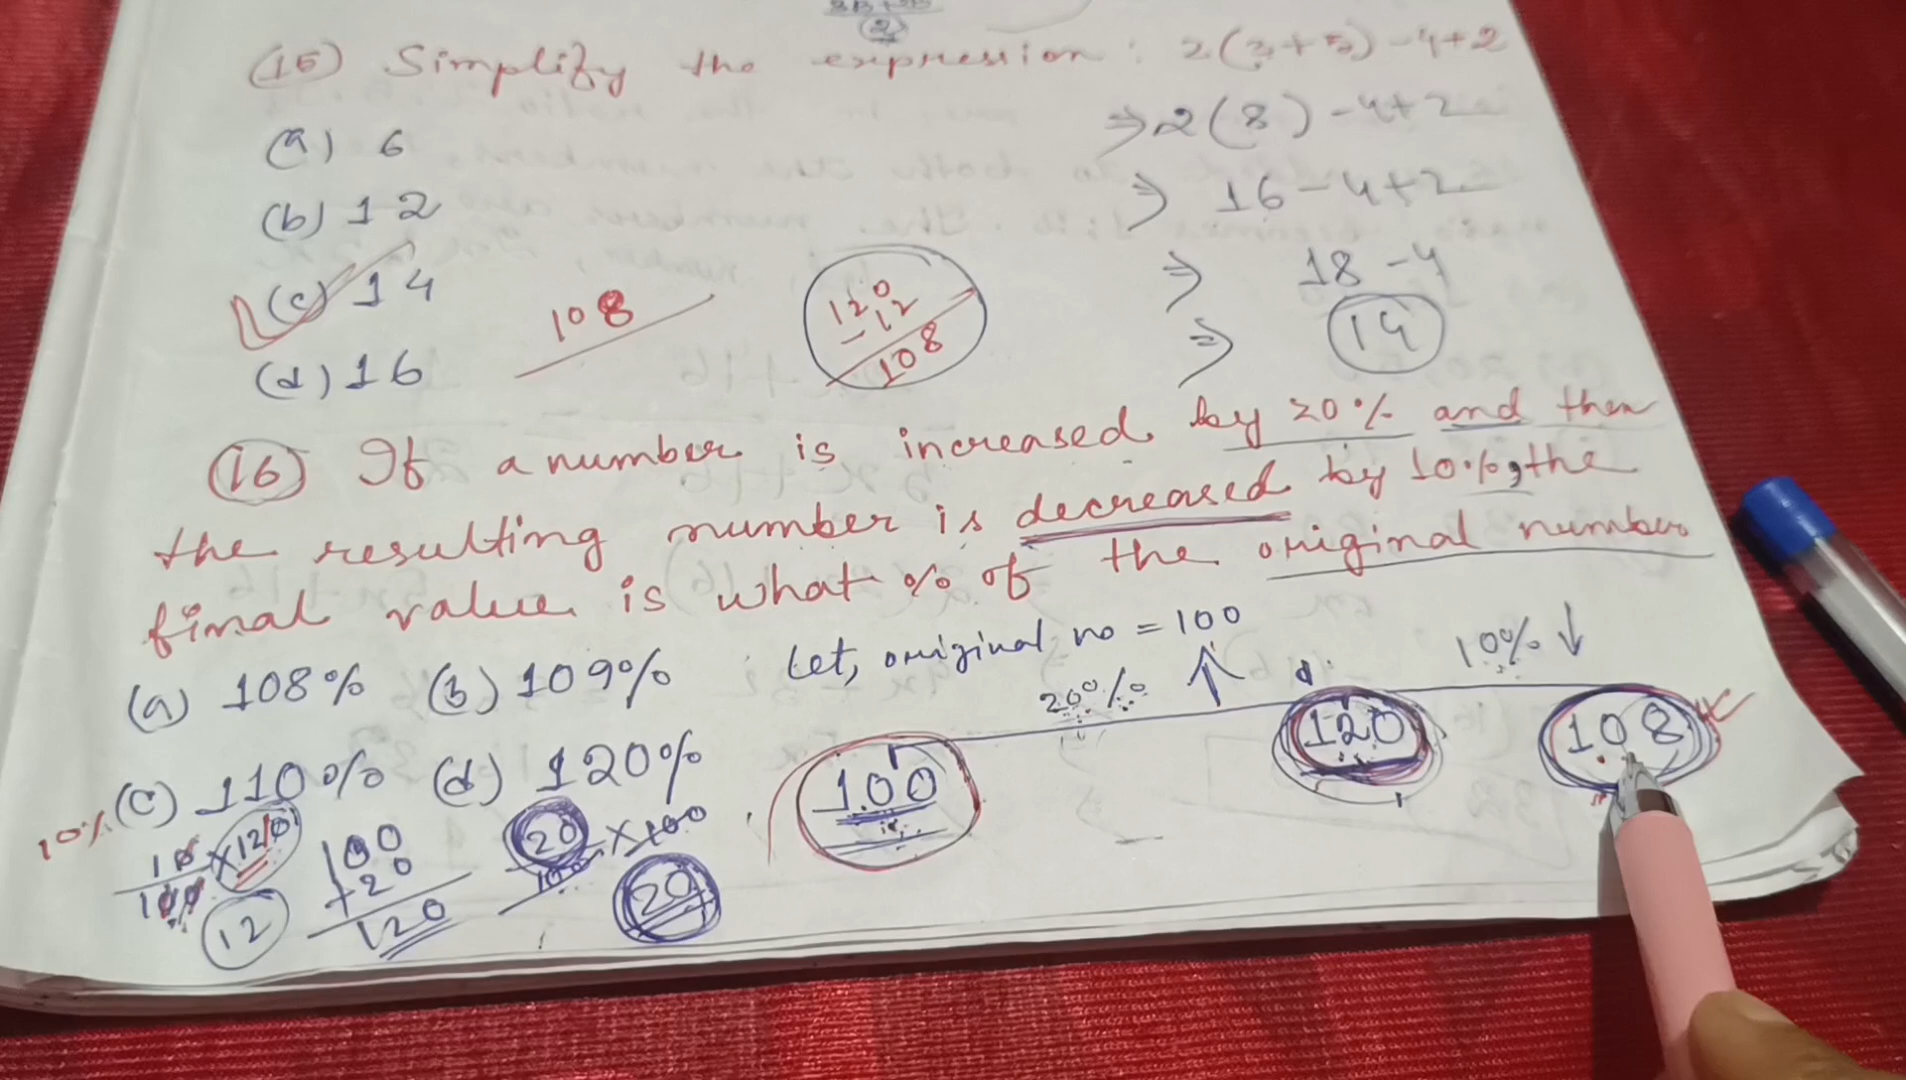 (15) Simplify the expression : 2(3+5)-4+2
(a) 6
⇒ 2(8)-4+2
(b) 12
⇒ 16-4+2
(c) 14
⇒ 18-4
(d) 16
⇒ 14
108
120
-12
108
(16) If a number is increased by 20% and then
the resulting number is decreased by 10%, the
final value is what % of the original number
(a) 108% (b) 109%
Let, original no = 100
20% ↑
10% ↓
(c) 110% (d) 120%
100
120
108
10%
10/100 × 120
12
100
+20
120
20/100 × 100
20